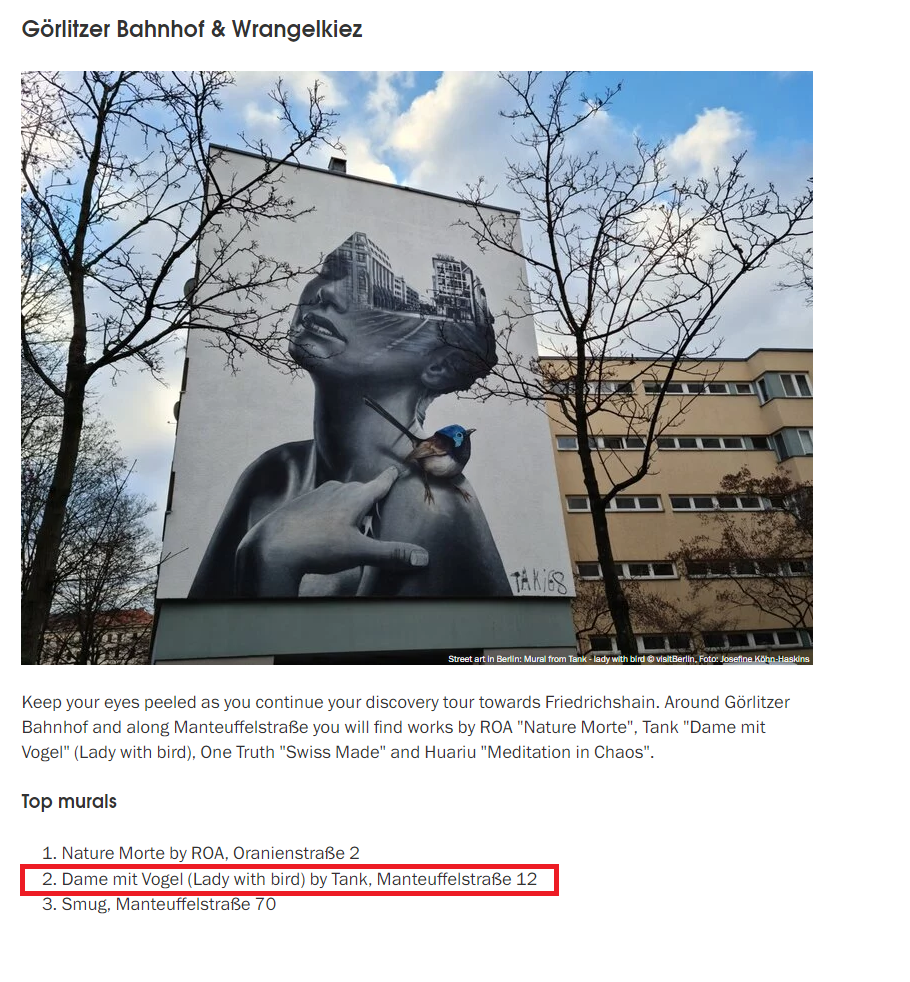 Görlitzer Bahnhof & Wrangelkiez
TAKi68
Street art in Berlin: Mural from Tank - lady with bird © visitBerlin, Foto: Josefine Köhn-Haskins
Keep your eyes peeled as you continue your discovery tour towards Friedrichshain. Around Görlitzer
Bahnhof and along Manteuffelstraße you will find works by ROA "Nature Morte", Tank "Dame mit
Vogel" (Lady with bird), One Truth "Swiss Made" and Huariu "Meditation in Chaos".
Top murals
1. Nature Morte by ROA, Oranienstraße 2
2. Dame mit Vogel (Lady with bird) by Tank, Manteuffelstraße 12
3. Smug, Manteuffelstraße 70